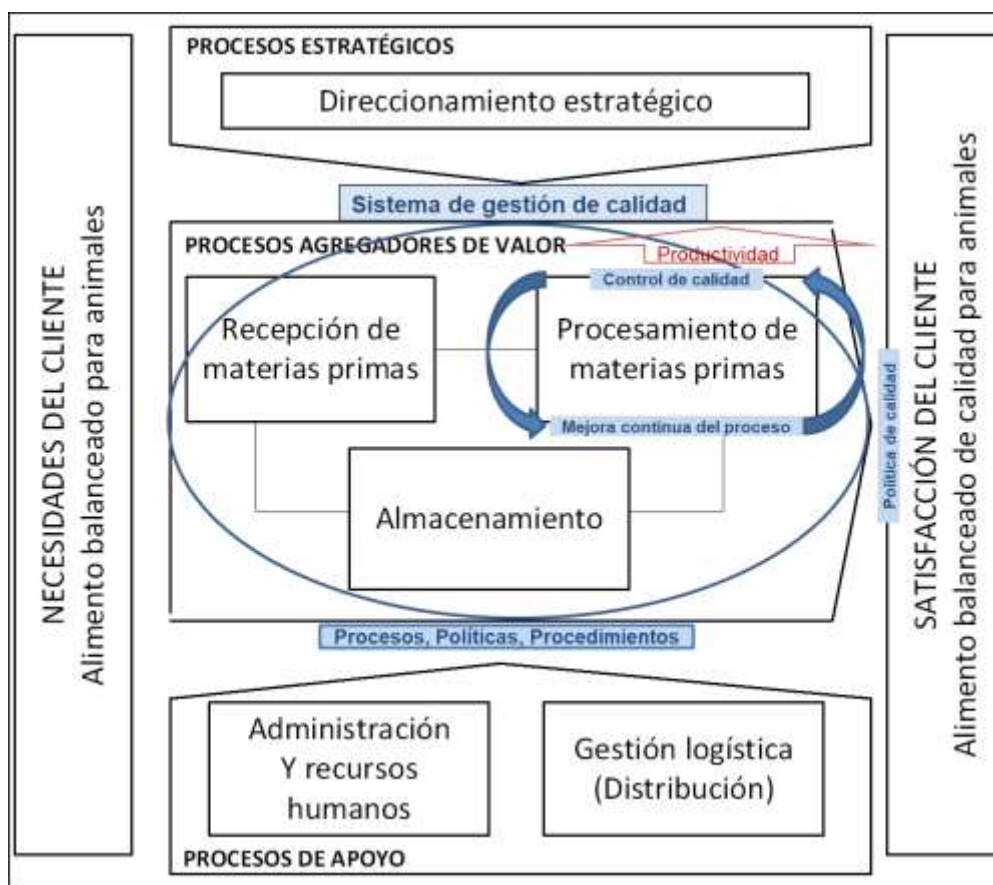 NECESIDADES DEL CLIENTE
Alimento balanceado para animales
PROCESOS ESTRATÉGICOS
Direccionamiento estratégico
Sistema de gestión de calidad
PROCESOS AGREGADORES DE VALOR
Productividad
Control de calidad
Recepción de
materias primas
Procesamiento de
materias primas
Mejora continua del proceso
Almacenamiento
Política de calidad
Procesos, Políticas, Procedimientos
Administración
Y recursos
humanos
Gestión logística
(Distribución)
PROCESOS DE APOYO
SATISFACCIÓN DEL CLIENTE
Alimento balanceado de calidad para animales